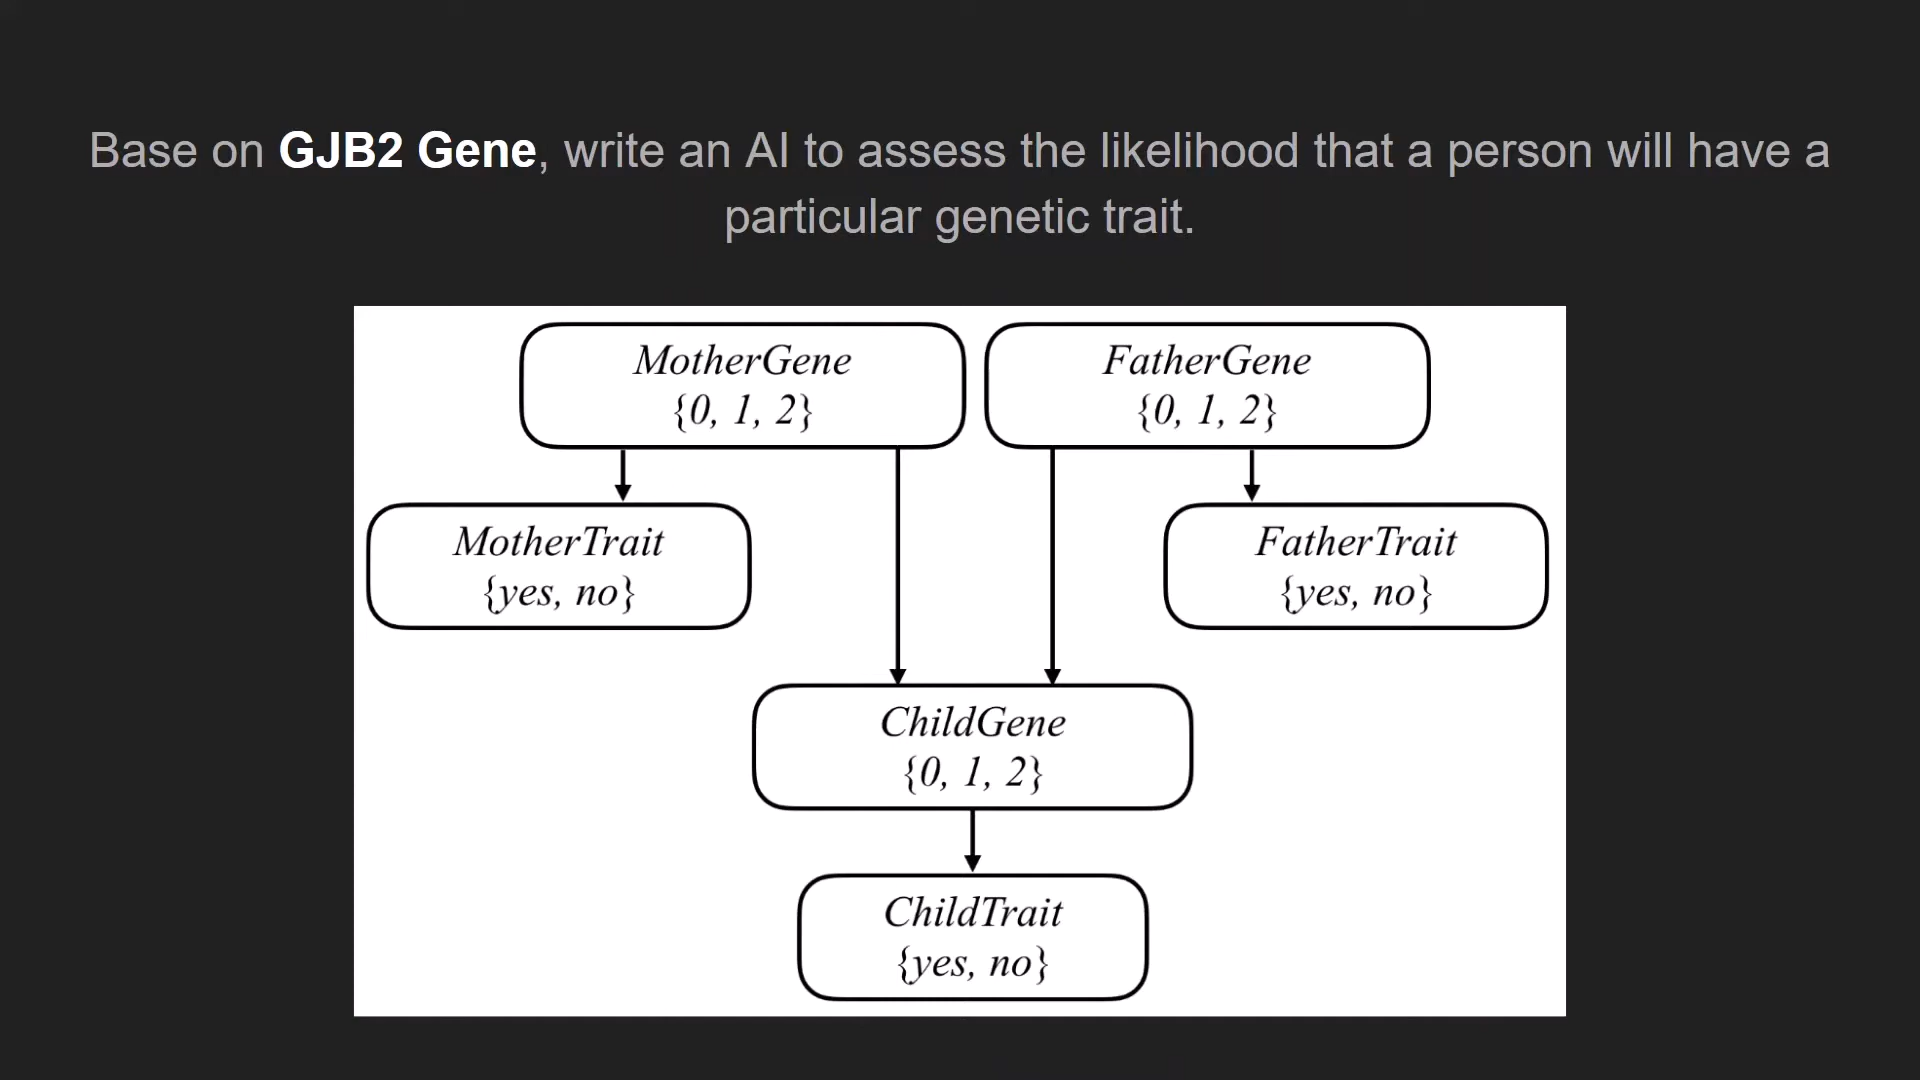 Base on GJB2 Gene, write an AI to assess the likelihood that a person will have a
particular genetic trait.
MotherGene
{0, 1, 2}
FatherGene
{0, 1, 2}
MotherTrait
{yes, no}
FatherTrait
{yes, no}
ChildGene
{0, 1, 2}
ChildTrait
{yes, no}